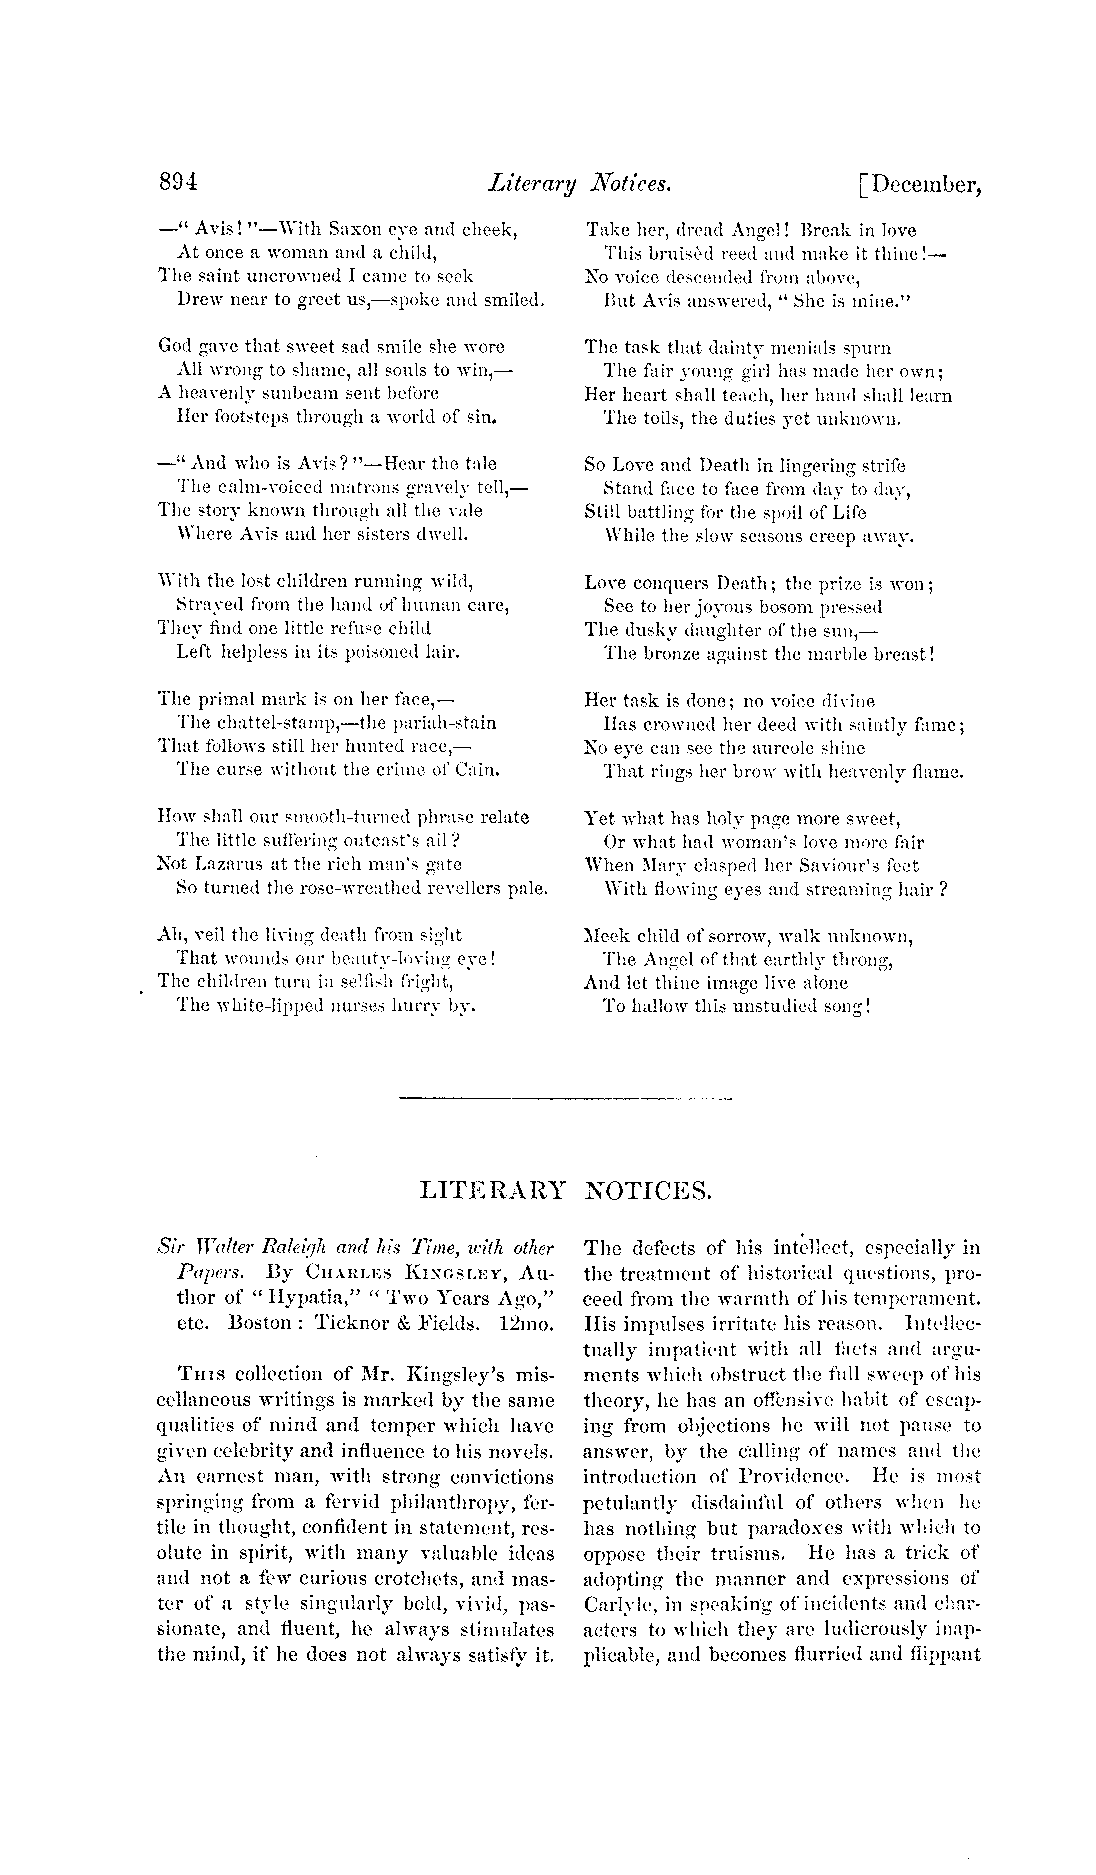 894
Literary Notices.
[December,
—“ Avis! ”—With Saxon eye and cheek,
At once a woman and a child,
The saint uncrowned I came to seek
Drew near to greet us,—spoke and smiled.
God gave that sweet sad smile she wore
All wrong to shame, all souls to win,—
A heavenly sunbeam sent before
Her footsteps through a world of sin.
—“ And who is Avis? ”—Hear the tale
The calm-voiced matrons gravely tell,—
The story known through all the vale
Where Avis and her sisters dwell.
With the lost children running wild,
Strayed from the hand of human care,
They find one little refuse child
Left helpless in its poisoned lair.
The primal mark is on her face,—
The chattel-stamp,—the pariah-stain
That follows still her hunted race,—
The curse without the crime of Cain.
How shall our smooth-turned phrase relate
The little suffering outcast's ail?
Not Lazarus at the rich man's gate
So turned the rose-wreathed revellers pale.
Ah, veil the living death from sight
That wounds our beauty-loving eye!
The children turn in selfish fright,
The white-lipped nurses hurry by.
Take her, dread Angel! Break in love
This bruisèd reed and make it thine!—
No voice descended from above,
But Avis answered, “ She is mine.”
The task that dainty menials spurn
The fair young girl has made her own;
Her heart shall teach, her hand shall learn
The toils, the duties yet unknown.
So Love and Death in lingering strife
Stand face to face from day to day,
Still battling for the spoil of Life
While the slow seasons creep away.
Love conquers Death; the prize is won;
See to her joyous bosom pressed
The dusky daughter of the sun,—
The bronze against the marble breast!
Her task is done; no voice divine
Has crowned her deed with saintly fame;
No eye can see the aureole shine
That rings her brow with heavenly flame.
Yet what has holy page more sweet,
Or what had woman's love more fair
When Mary clasped her Saviour's feet
With flowing eyes and streaming hair ?
Meek child of sorrow, walk unknown,
The Angel of that earthly throng,
And let thine image live alone
To hallow this unstudied song!
LITERARY NOTICES.
Sir Walter Raleigh and his Time, with other
Papers. By CHARLES KINGSLEY, Au-
thor of “ Hypatia,” “ Two Years Ago,”
etc. Boston : Ticknor & Fields. 12mo.
THIS collection of Mr. Kingsley's mis-
cellaneous writings is marked by the same
qualities of mind and temper which have
given celebrity and influence to his novels.
An earnest man, with strong convictions
springing from a fervid philanthropy, fer-
tile in thought, confident in statement, res-
olute in spirit, with many valuable ideas
and not a few curious crotchets, and mas-
ter of a style singularly bold, vivid, pas-
sionate, and fluent, he always stimulates
the mind, if he does not always satisfy it.
The defects of his intellect, especially in
the treatment of historical questions, pro-
ceed from the warmth of his temperament.
His impulses irritate his reason. Intellec-
tually impatient with all facts and argu-
ments which obstruct the full sweep of his
theory, he has an offensive habit of escap-
ing from objections he will not pause to
answer, by the calling of names and the
introduction of Providence. He is most
petulantly disdainful of others when he
has nothing but paradoxes with which to
oppose their truisms. He has a trick of
adopting the manner and expressions of
Carlyle, in speaking of incidents and char-
acters to which they are ludicrously inap-
plicable, and becomes flurried and flippant